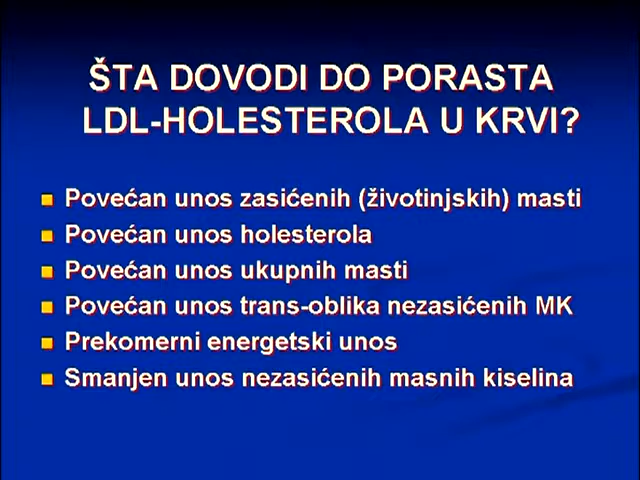 ŠTA DOVODI DO PORASTA
LDL-HOLESTEROLA U KRVI?
Povećan unos zasićenih (životinjskih) masti
Povećan unos holesterola
Povećan unos ukupnih masti
Povećan unos trans-oblika nezasićenih MK
Prekomerni energetski unos
Smanjen unos nezasićenih masnih kiselina